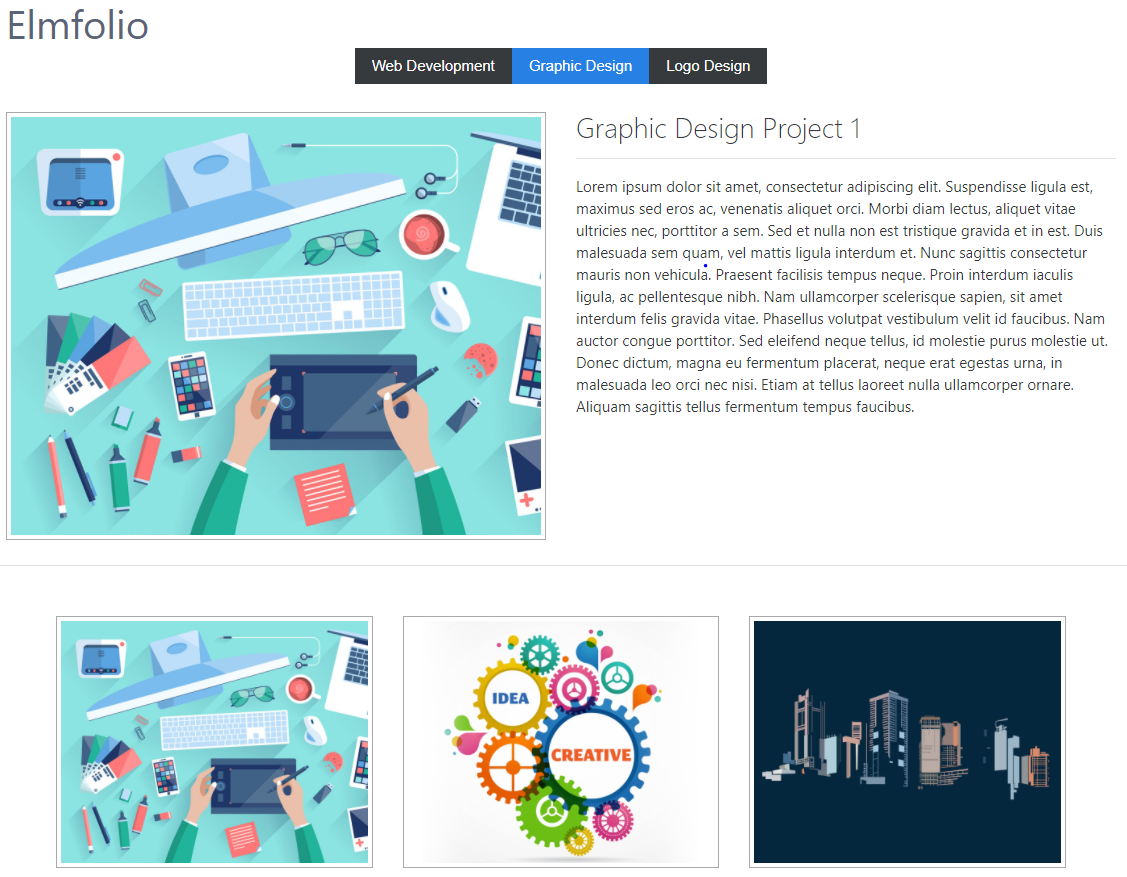 Elmfolio
Web Development Graphic Design Logo Design
Graphic Design Project 1
Lorem ipsum dolor sit amet, consectetur adipiscing elit. Suspendisse ligula est,
maximus sed eros ac, venenatis aliquet orci. Morbi diam lectus, aliquet vitae
ultricies nec, porttitor a sem. Sed et nulla non est tristique gravida et in est. Duis
malesuada sem quam, vel mattis ligula interdum et. Nunc sagittis consectetur
mauris non vehicula. Praesent facilisis tempus neque. Proin interdum iaculis
ligula, ac pellentesque nibh. Nam ullamcorper scelerisque sapien, sit amet
interdum felis gravida vitae. Phasellus volutpat vestibulum velit id faucibus. Nam
auctor congue porttitor. Sed eleifend neque tellus, id molestie purus molestie ut.
Donec dictum, magna eu fermentum placerat, neque erat egestas urna, in
malesuada leo orci nec nisi. Etiam at tellus laoreet nulla ullamcorper ornare.
Aliquam sagittis tellus fermentum tempus faucibus.
IDEA
CREATIVE